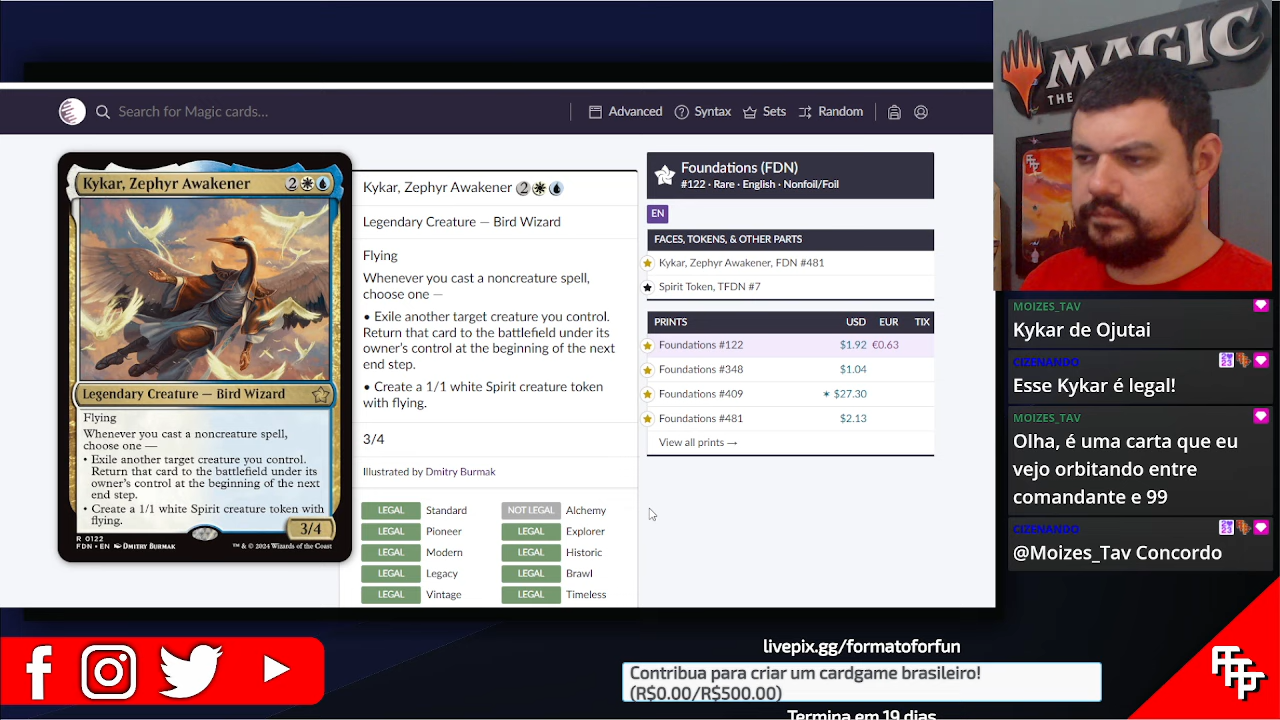 Search for Magic cards...
Advanced
Syntax
Sets
Random
Kykar, Zephyr Awakener 2
Legendary Creature — Bird Wizard
Flying
Whenever you cast a noncreature spell,
choose one —
• Exile another target creature you control.
Return that card to the battlefield under its
owner's control at the beginning of the next
end step.
• Create a 1/1 white Spirit creature token with
flying.
3/4
R 0122
FDN • EN DMITRY BURMAK
™ & © 2024 Wizards of the Coast
Kykar, Zephyr Awakener 2
Legendary Creature — Bird Wizard
Flying
Whenever you cast a noncreature spell,
choose one —
• Exile another target creature you control.
Return that card to the battlefield under its
owner's control at the beginning of the next
end step.
• Create a 1/1 white Spirit creature token
with flying.
3/4
Illustrated by Dmitry Burmak
LEGAL Standard NOT LEGAL Alchemy
LEGAL Pioneer LEGAL Explorer
LEGAL Modern LEGAL Historic
LEGAL Legacy LEGAL Brawl
LEGAL Vintage LEGAL Timeless
Foundations (FDN)
#122 · Rare · English · Nonfoil/Foil
EN
FACES, TOKENS, & OTHER PARTS
Kykar, Zephyr Awakener, FDN #481
Spirit Token, TFDN #7
PRINTS USD EUR TIX
Foundations #122 $1.92 €0.63
Foundations #348 $1.04
Foundations #409 ✶ $27.30
Foundations #481 $2.13
View all prints →
MAGIC
THE
MOIZES_TAV
Kykar de Ojutai
CIZENANDO
Esse Kykar é legal!
MOIZES_TAV
Olha, é uma carta que eu
vejo orbitando entre
comandante e 99
CIZENANDO
@Moizes_Tav Concordo
livepix.gg/formatoforfun
Contribua para criar um cardgame brasileiro!
(R$0.00/R$500.00)
Termina em 19 dias
FFF